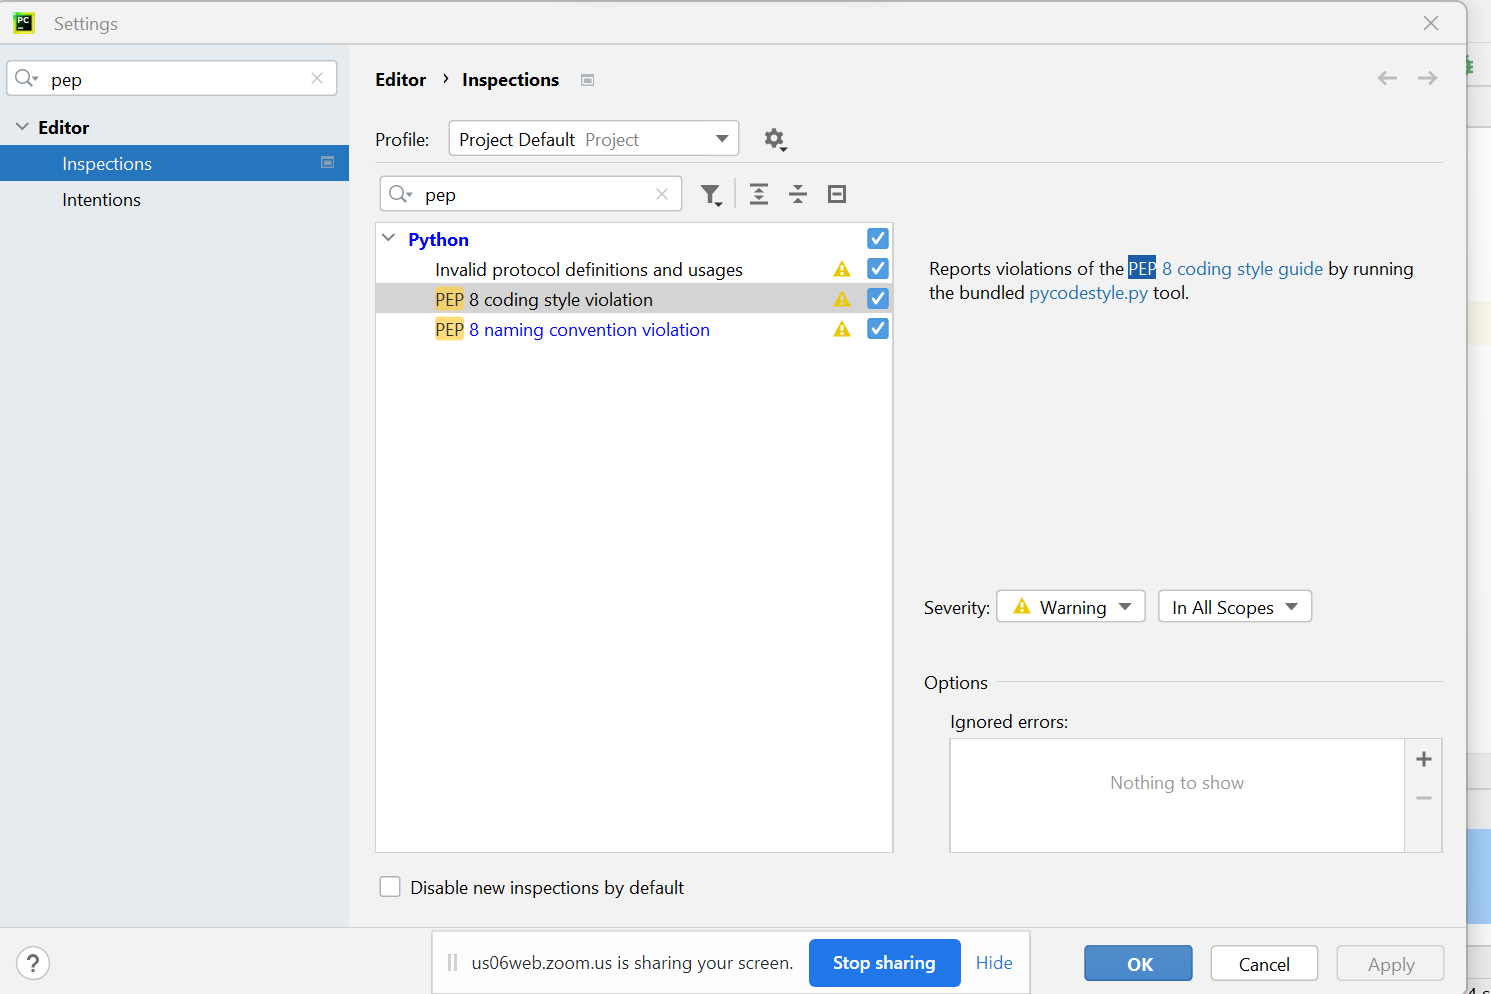 PC
Settings
pep
Editor
Inspections
Intentions
Editor › Inspections
Profile: Project Default Project
pep
Python
Invalid protocol definitions and usages
PEP 8 coding style violation
PEP 8 naming convention violation
Reports violations of the PEP 8 coding style guide by running
the bundled pycodestyle.py tool.
Severity: Warning In All Scopes
Options
Ignored errors:
Nothing to show
Disable new inspections by default
? us06web.zoom.us is sharing your screen. Stop sharing Hide OK Cancel Apply